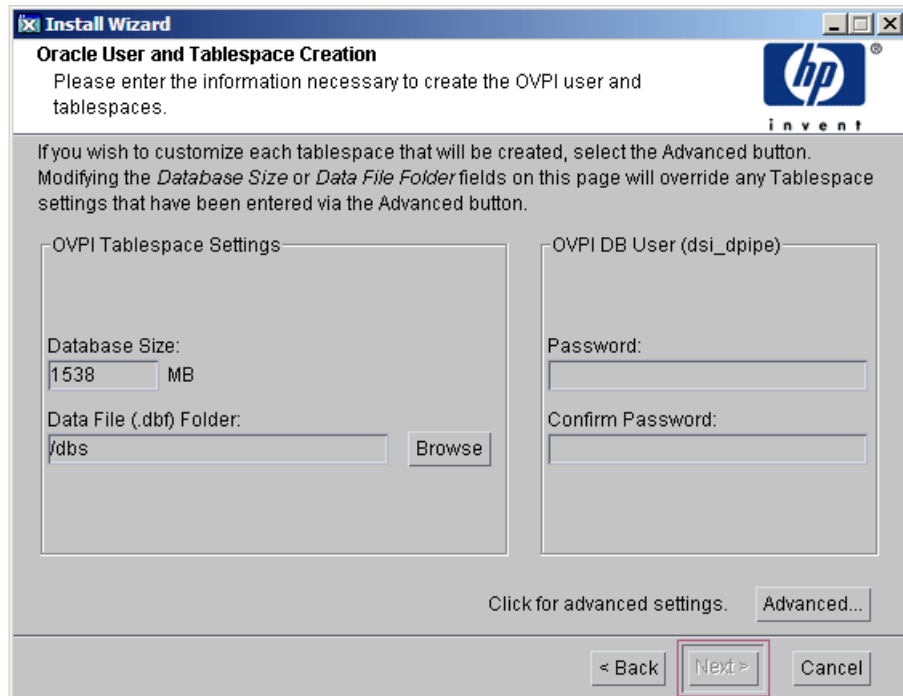 Install Wizard
Oracle User and Tablespace Creation
Please enter the information necessary to create the OVPI user and
tablespaces.
hp
®
invent
If you wish to customize each tablespace that will be created, select the Advanced button.
Modifying the Database Size or Data File Folder fields on this page will override any Tablespace
settings that have been entered via the Advanced button.
OVPI Tablespace Settings
Database Size:
1538 MB
Data File (.dbf) Folder:
/dbs
Browse
OVPI DB User (dsi_dpipe)
Password:
Confirm Password:
Click for advanced settings. Advanced...
< Back Next > Cancel